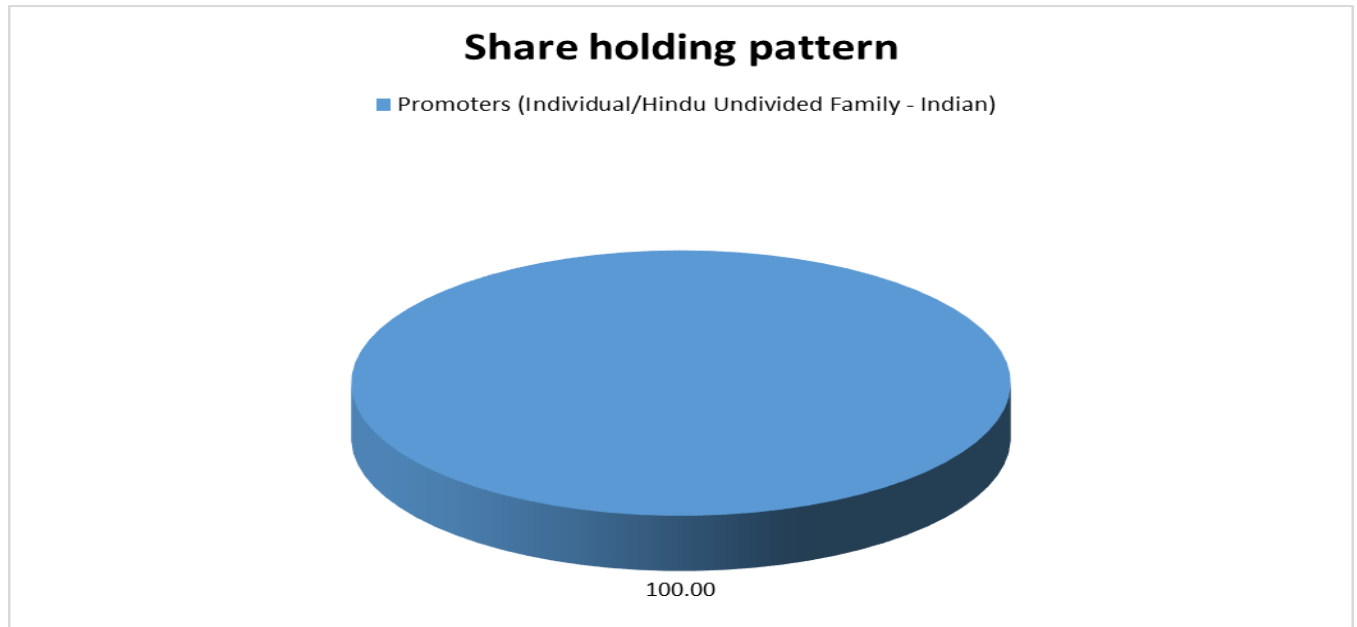 Share holding pattern
Promoters (Individual/Hindu Undivided Family - Indian)
100.00